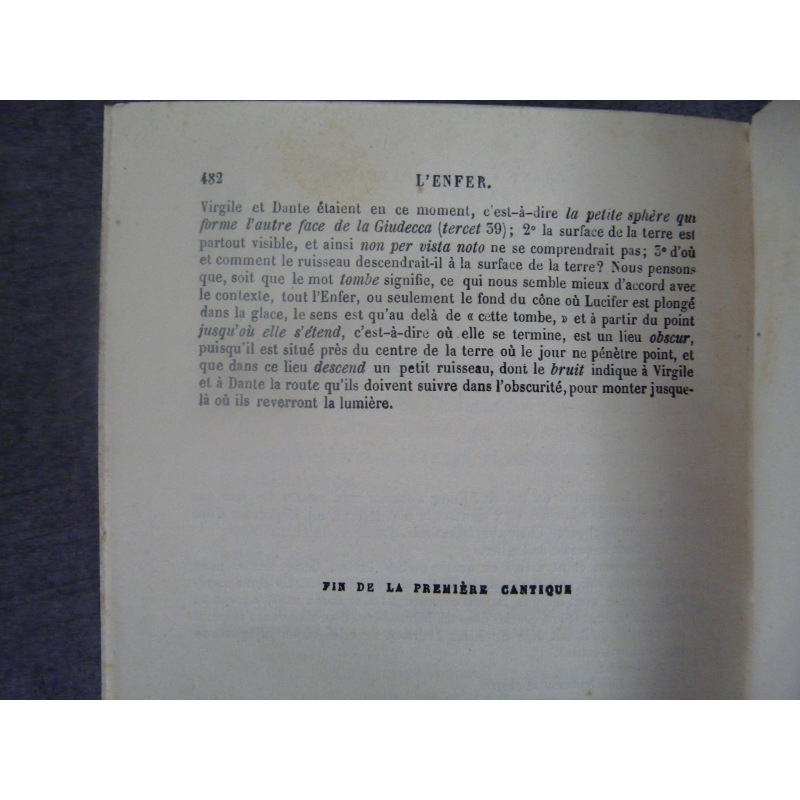 482
L'ENFER.
Virgile et Dante étaient en ce moment, c'est-à-dire la petite sphère qui
forme l'autre face de la Giudecca (tercet 39); 2º la surface de la terre est
partout visible, et ainsi non per vista noto ne se comprendrait pas; 3º d'où
et comment le ruisseau descendrait-il à la surface de la terre? Nous pensons
que, soit que le mot tombe signifie, ce qui nous semble mieux d'accord avec
le contexte, tout l'Enfer, ou seulement le fond du cône où Lucifer est plongé
dans la glace, le sens est qu'au delà de « cette tombe, » et à partir du point
jusqu'où elle s'étend, c'est-à-dire où elle se termine, est un lieu obscur,
puisqu'il est situé près du centre de la terre où le jour ne pénètre point, et
que dans ce lieu descend un petit ruisseau, dont le bruit indique à Virgile
et à Dante la route qu'ils doivent suivre dans l'obscurité, pour monter jusque-
là où ils reverront la lumière.
FIN DE LA PREMIÈRE CANTIQUE